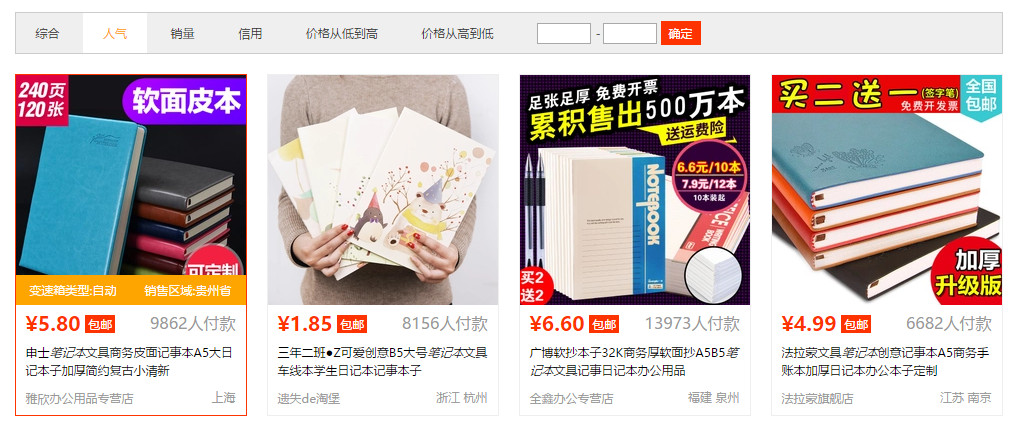 综合 人气 销量 信用 价格从低到高 价格从高到低 - 确定
240页
120张
软面皮本
可定制
变速箱类型:自动 销售区域:贵州省
¥5.80 包邮 9862人付款
申士笔记本文具商务皮面记事本A5大日
记本子加厚简约复古小清新
雅欣办公用品专营店 上海
¥1.85 包邮 8156人付款
三年二班●Z可爱创意B5大号笔记本文具
车线本学生日记本记事本子
遗失de淘堡 浙江 杭州
足张足厚 免费开票
累积售出500万本
送运费险
6.6元/10本
7.9元/12本
10本装起
NOTEBOOK
买2
送2
¥6.60 包邮 13973人付款
广博软抄本子32K商务厚软面抄A5B5笔
记本文具记事日记本办公用品
全鑫办公专营店 福建 泉州
买二送一(签字笔)
免费开发票
全国
包邮
加厚
升级版
¥4.99 包邮 6682人付款
法拉蒙文具笔记本创意记事本A5商务手
账本加厚日记本办公本子定制
法拉蒙旗舰店 江苏 南京